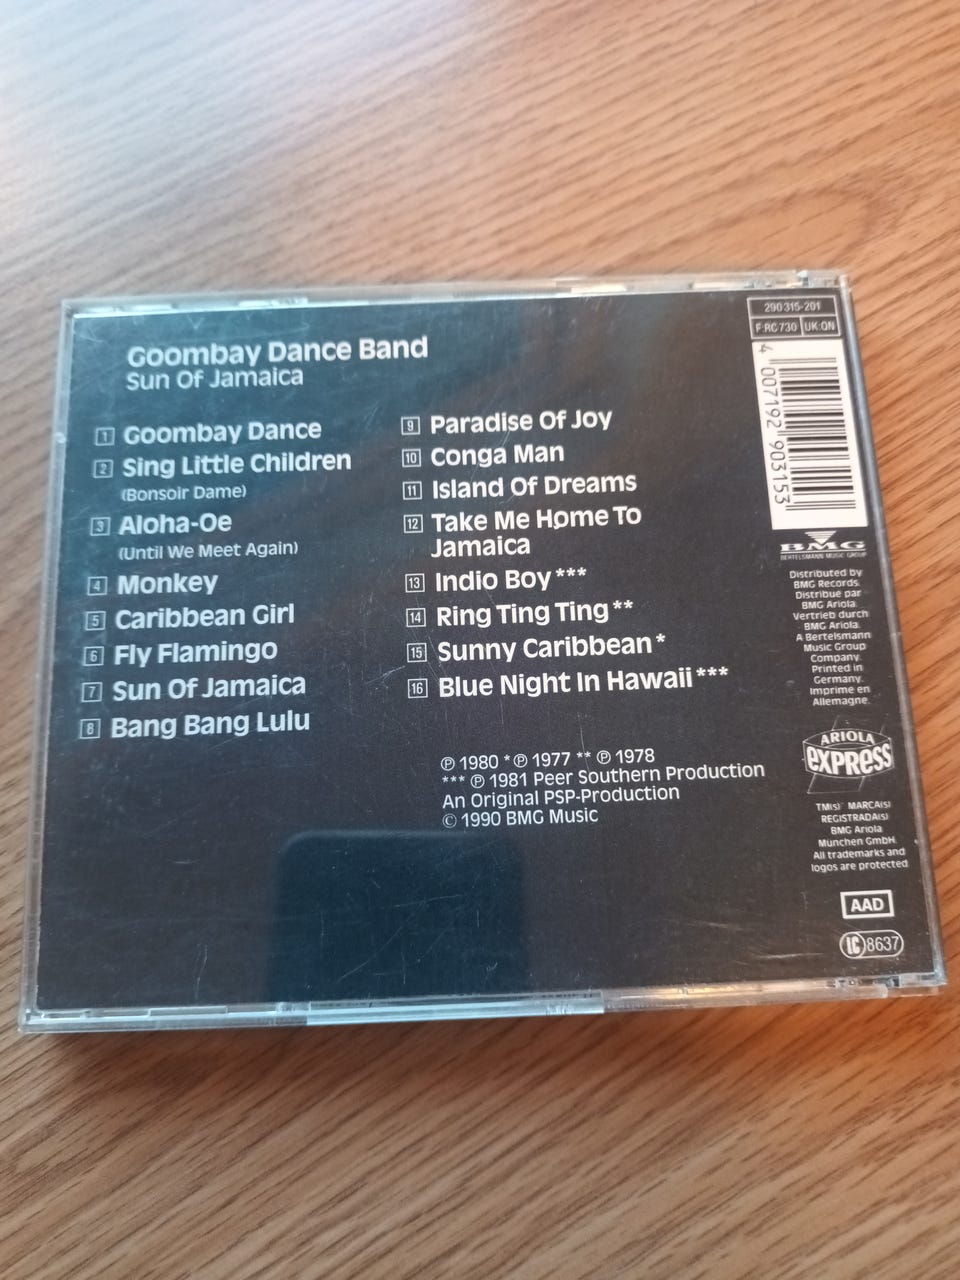 Goombay Dance Band
Sun Of Jamaica
1 Goombay Dance
2 Sing Little Children
(Bonsoir Dame)
3 Aloha-Oe
(Until We Meet Again)
4 Monkey
5 Caribbean Girl
6 Fly Flamingo
7 Sun Of Jamaica
8 Bang Bang Lulu
9 Paradise Of Joy
10 Conga Man
11 Island Of Dreams
12 Take Me Home To
Jamaica
13 Indio Boy ***
14 Ring Ting Ting **
15 Sunny Caribbean *
16 Blue Night In Hawaii ***
℗ 1980 * ℗ 1977 ** ℗ 1978
*** ℗ 1981 Peer Southern Production
An Original PSP-Production
© 1990 BMG Music
290 315-201
F:RC 730 UK:QN
4 007192 903153
BMG
BERTELSMANN MUSIC GROUP
Distributed by
BMG Records.
Distribué par
BMG Ariola.
Vertrieb durch
BMG Ariola.
A Bertelsmann
Music Group
Company.
Printed in
Germany.
Imprimé en
Allemagne.
ARIOLA
EXPRESS
TM(S) MARCA(S)
REGISTRADA(S)
BMG Ariola
München GmbH.
All trademarks and
logos are protected
AAD
LC 8637